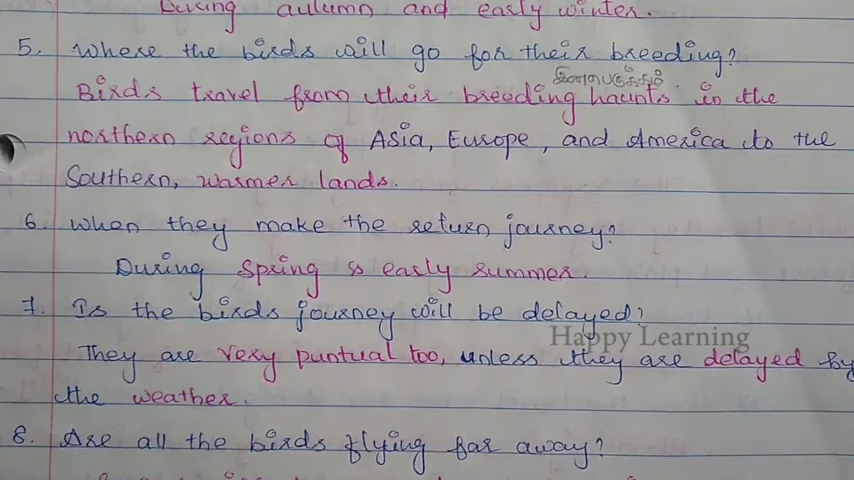 During autumn and early winter.
5. Where the birds will go for their breeding?
இனப்பெருக்கம்
Birds travel from their breeding haunts in the
northern regions of Asia, Europe, and America to the
Southern, warmer lands.
6. When they make the return journey?
During spring & early summer.
7. Is the birds journey will be delayed?
Happy Learning
They are very puntual too, unless they are delayed by
the weather.
8. Are all the birds flying far away?